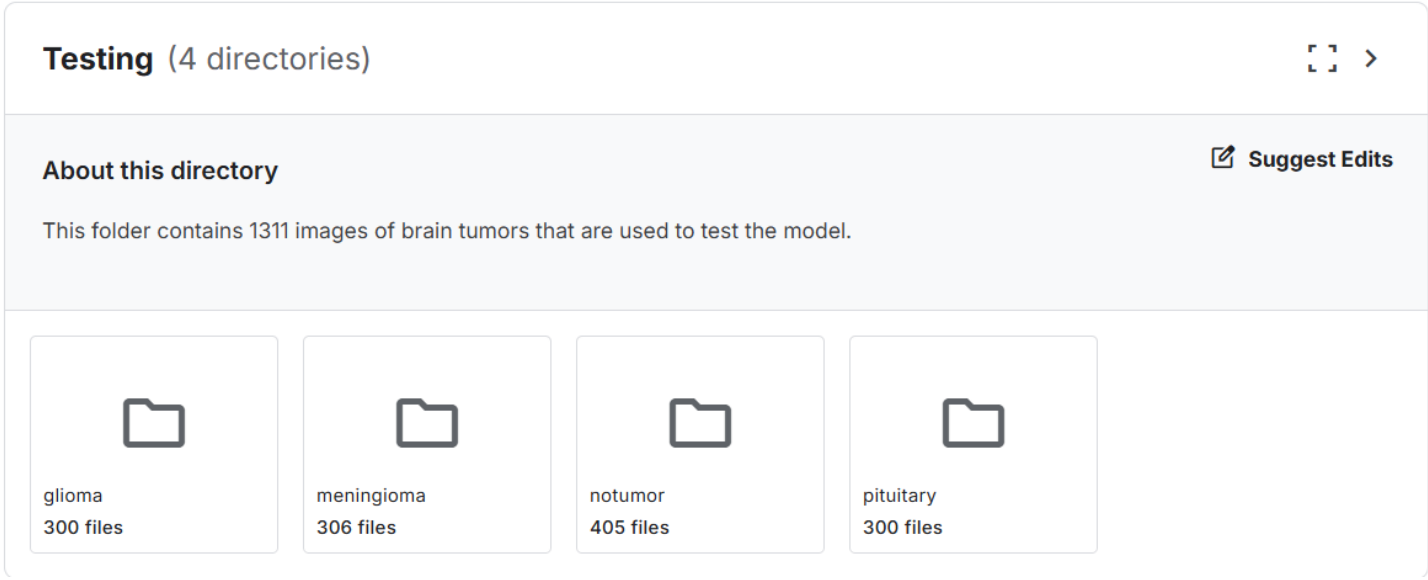 Testing (4 directories)
About this directory
Suggest Edits
This folder contains 1311 images of brain tumors that are used to test the model.
glioma
300 files
meningioma
306 files
notumor
405 files
pituitary
300 files